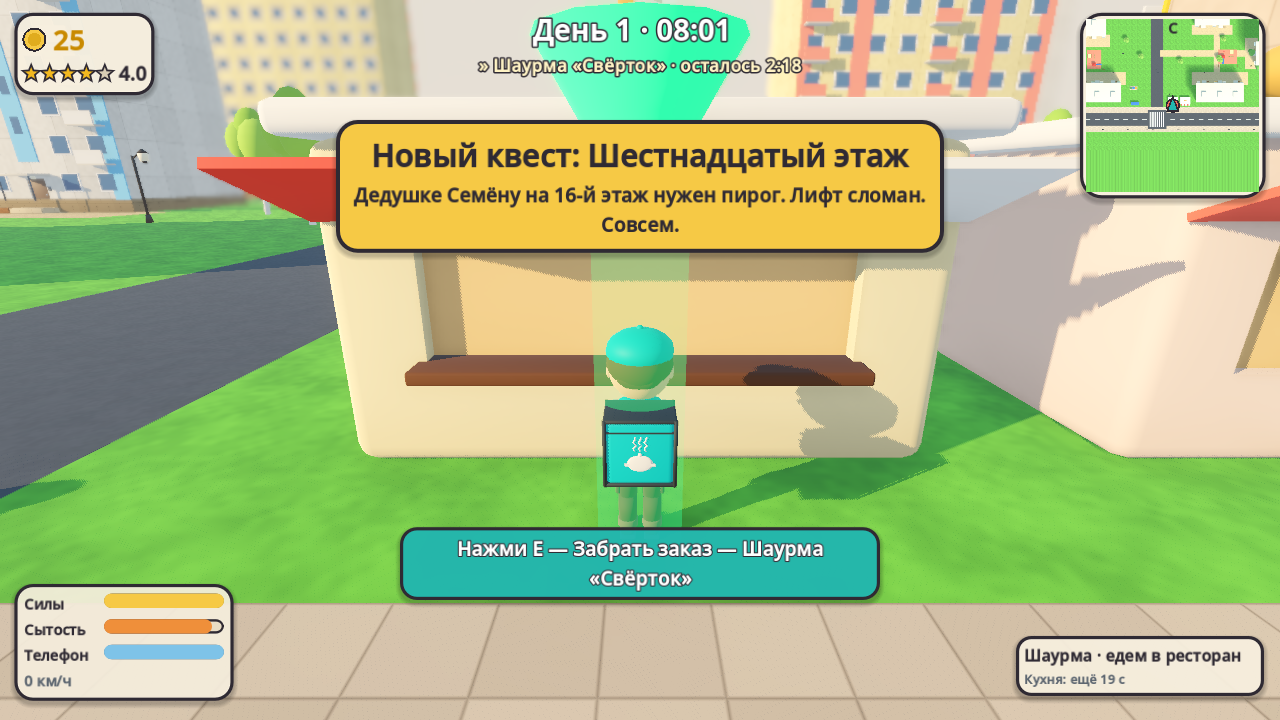 25
4.0
День 1 · 08:01
» Шаурма «Свёрток» · осталось 2:18
С
Новый квест: Шестнадцатый этаж
Дедушке Семёну на 16-й этаж нужен пирог. Лифт сломан.
Совсем.
Нажми E — Забрать заказ — Шаурма
«Свёрток»
Силы
Сытость
Телефон
0 км/ч
Шаурма · едем в ресторан
Кухня: ещё 19 с